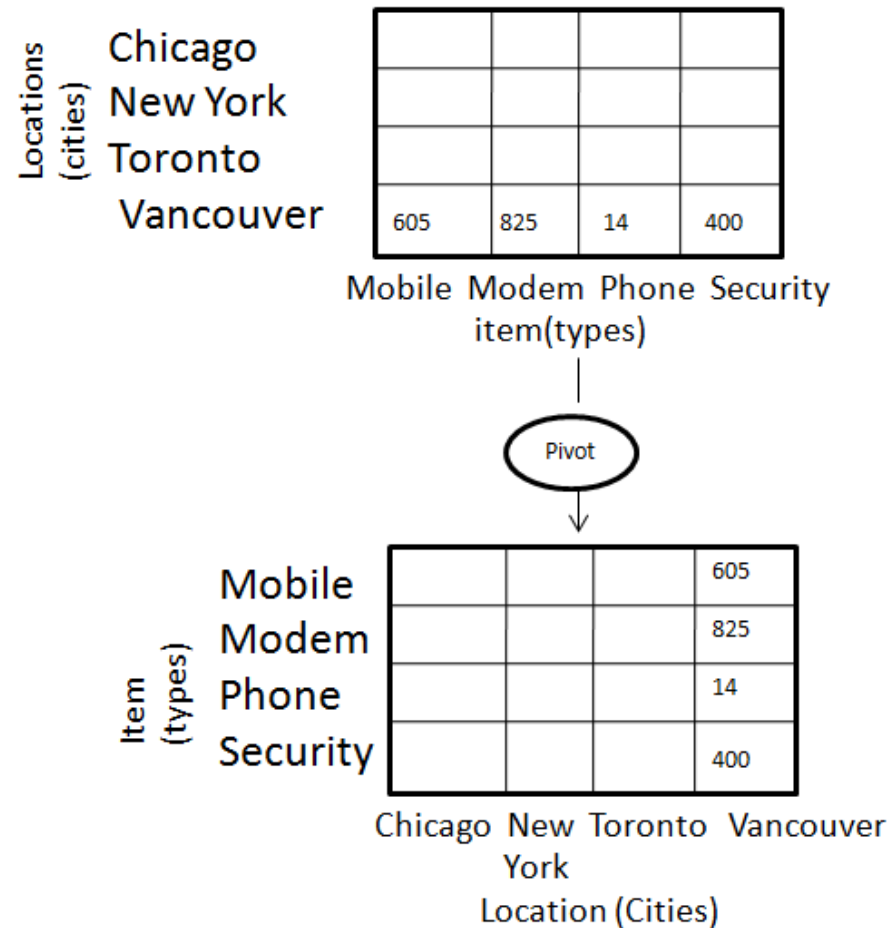 Locations
(cities)
Chicago
New York
Toronto
Vancouver
605 825 14 400
Mobile Modem Phone Security
item(types)
Pivot
Item
(types)
Mobile 605
Modem 825
Phone 14
Security 400
Chicago New Toronto Vancouver
York
Location (Cities)